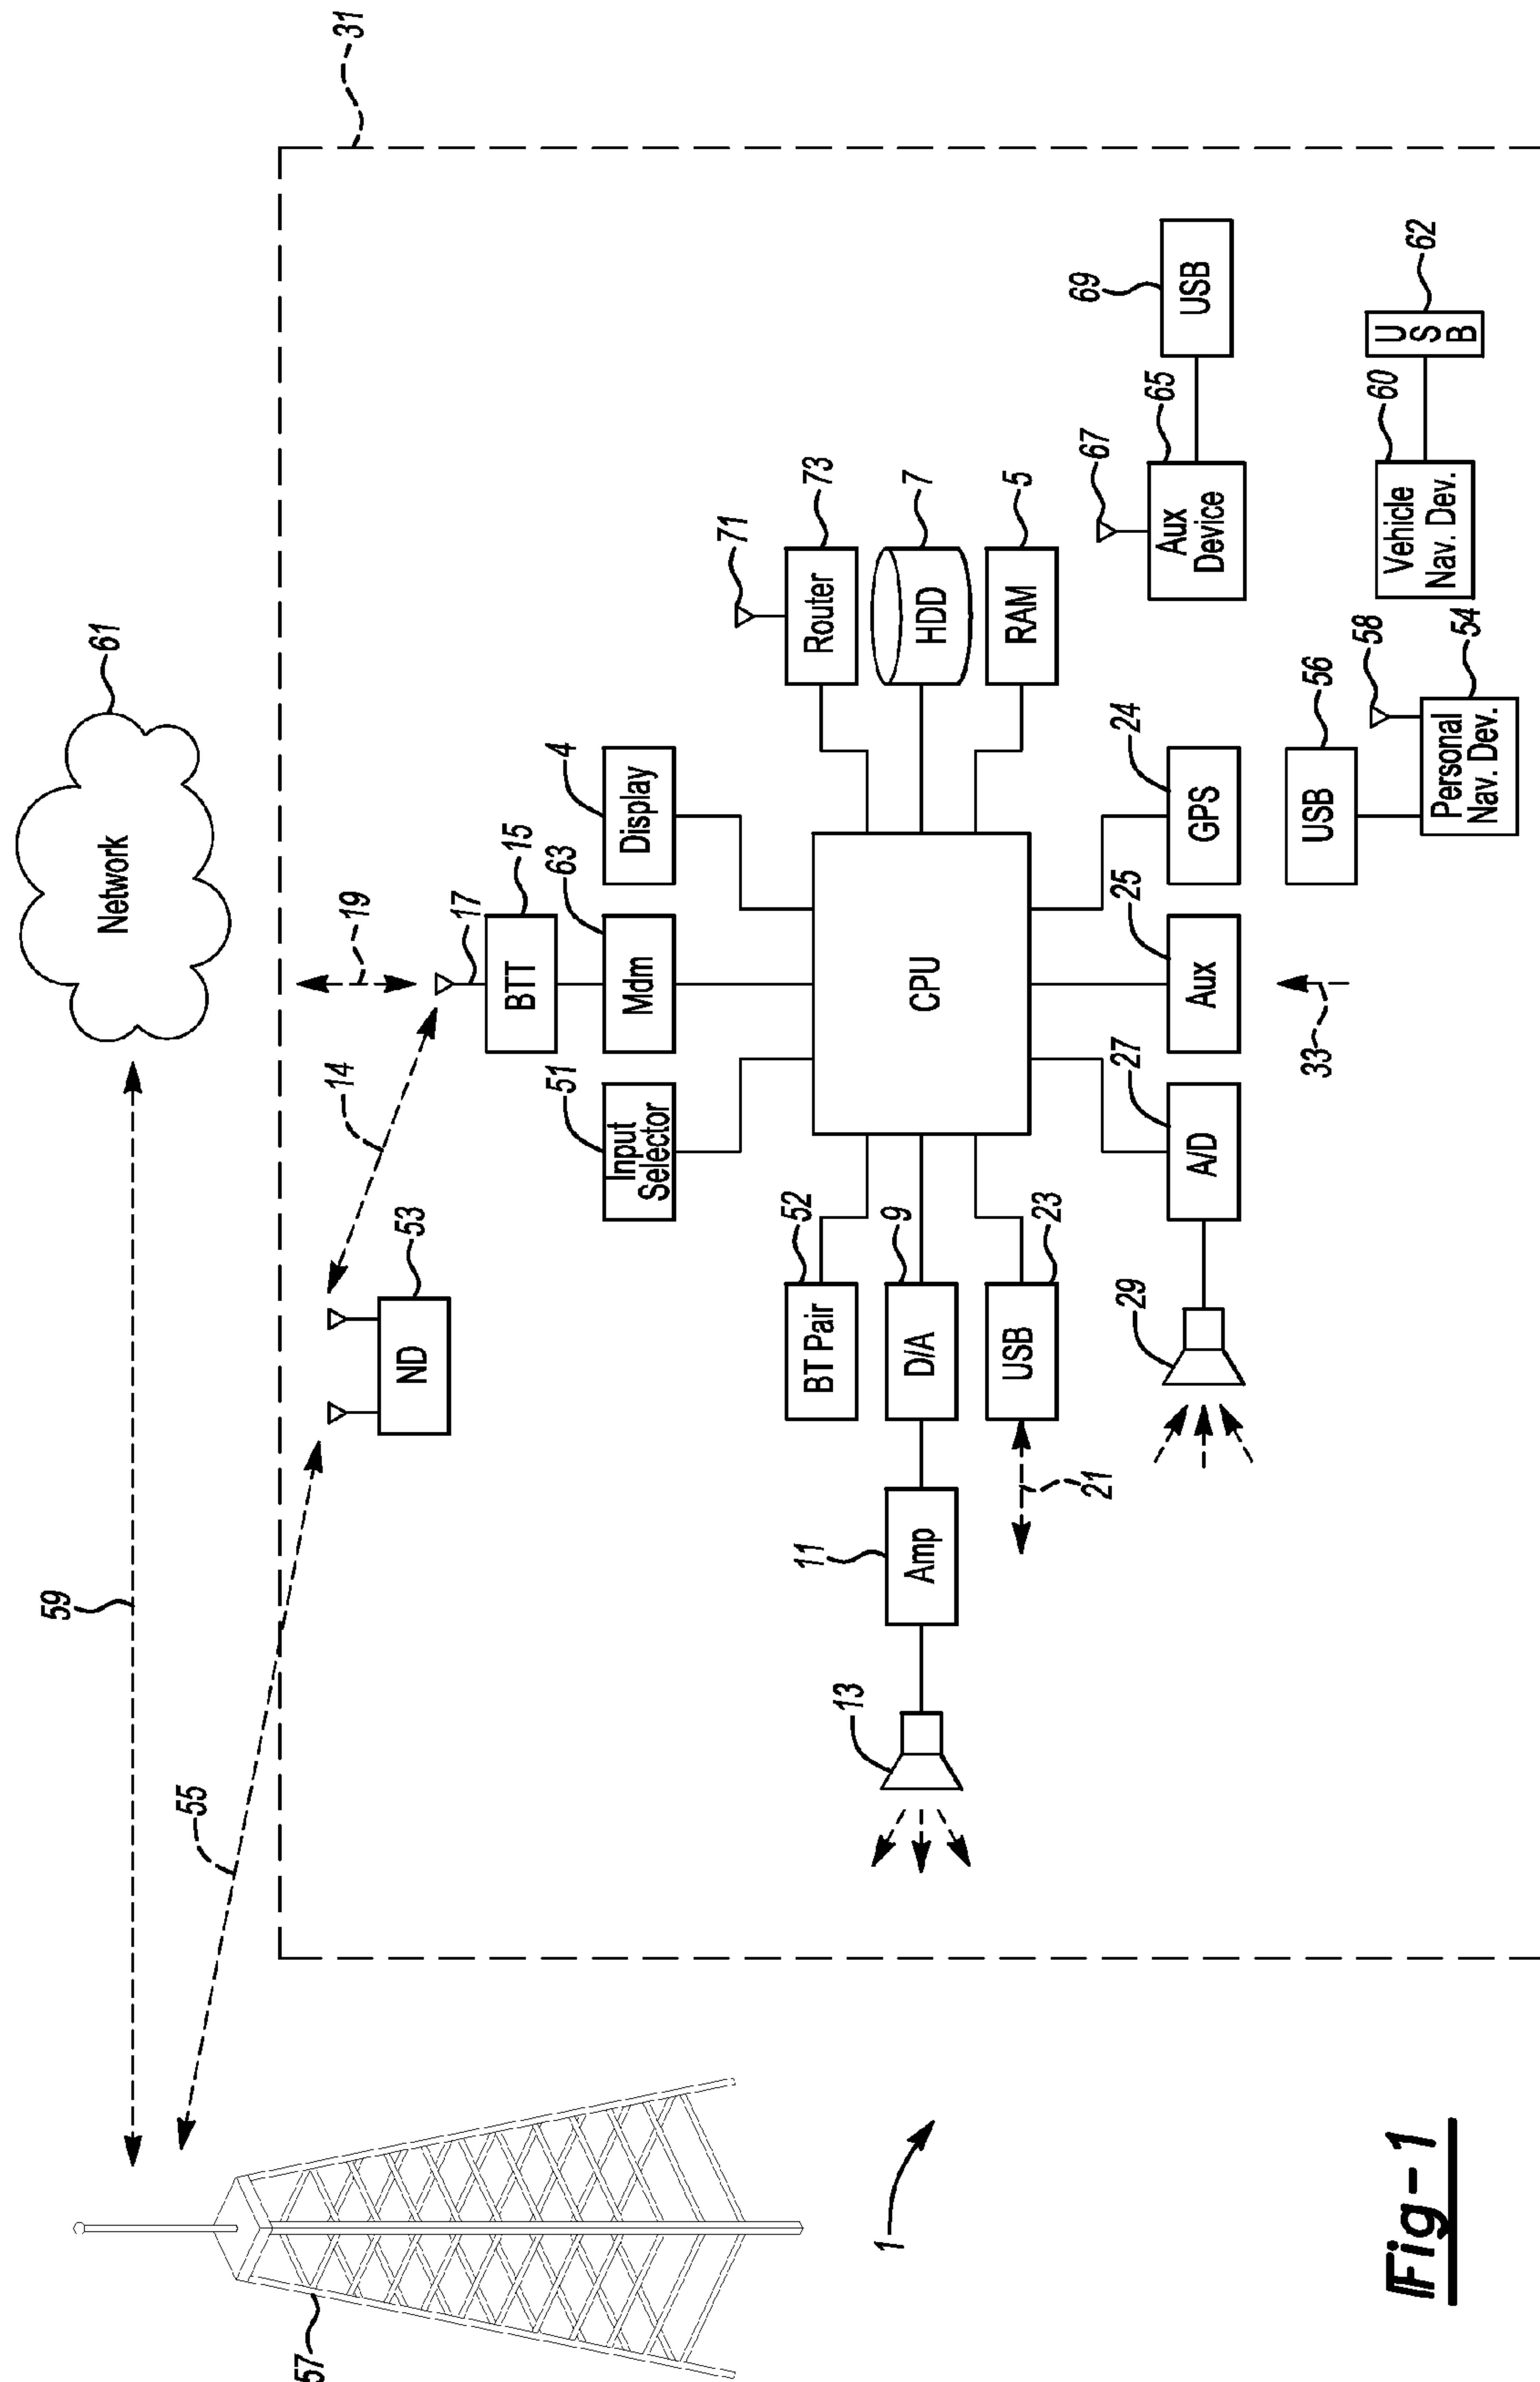 59
61
Network
55
57
53
ND
14
19
31
17
15
BTT
51
63
4
Input
Selector
Mdm
Display
71
13
11
52
73
BT Pair
Router
1
9
7
Amp
D/A
CPU
HDD
23
5
USB
RAM
21
29
27
25
24
67
65
69
A/D
Aux
GPS
Aux
Device
USB
33
56
58
60
62
USB
Vehicle
Nav. Dev.
U
S
B
54
Personal
Nav. Dev.
Fig-1